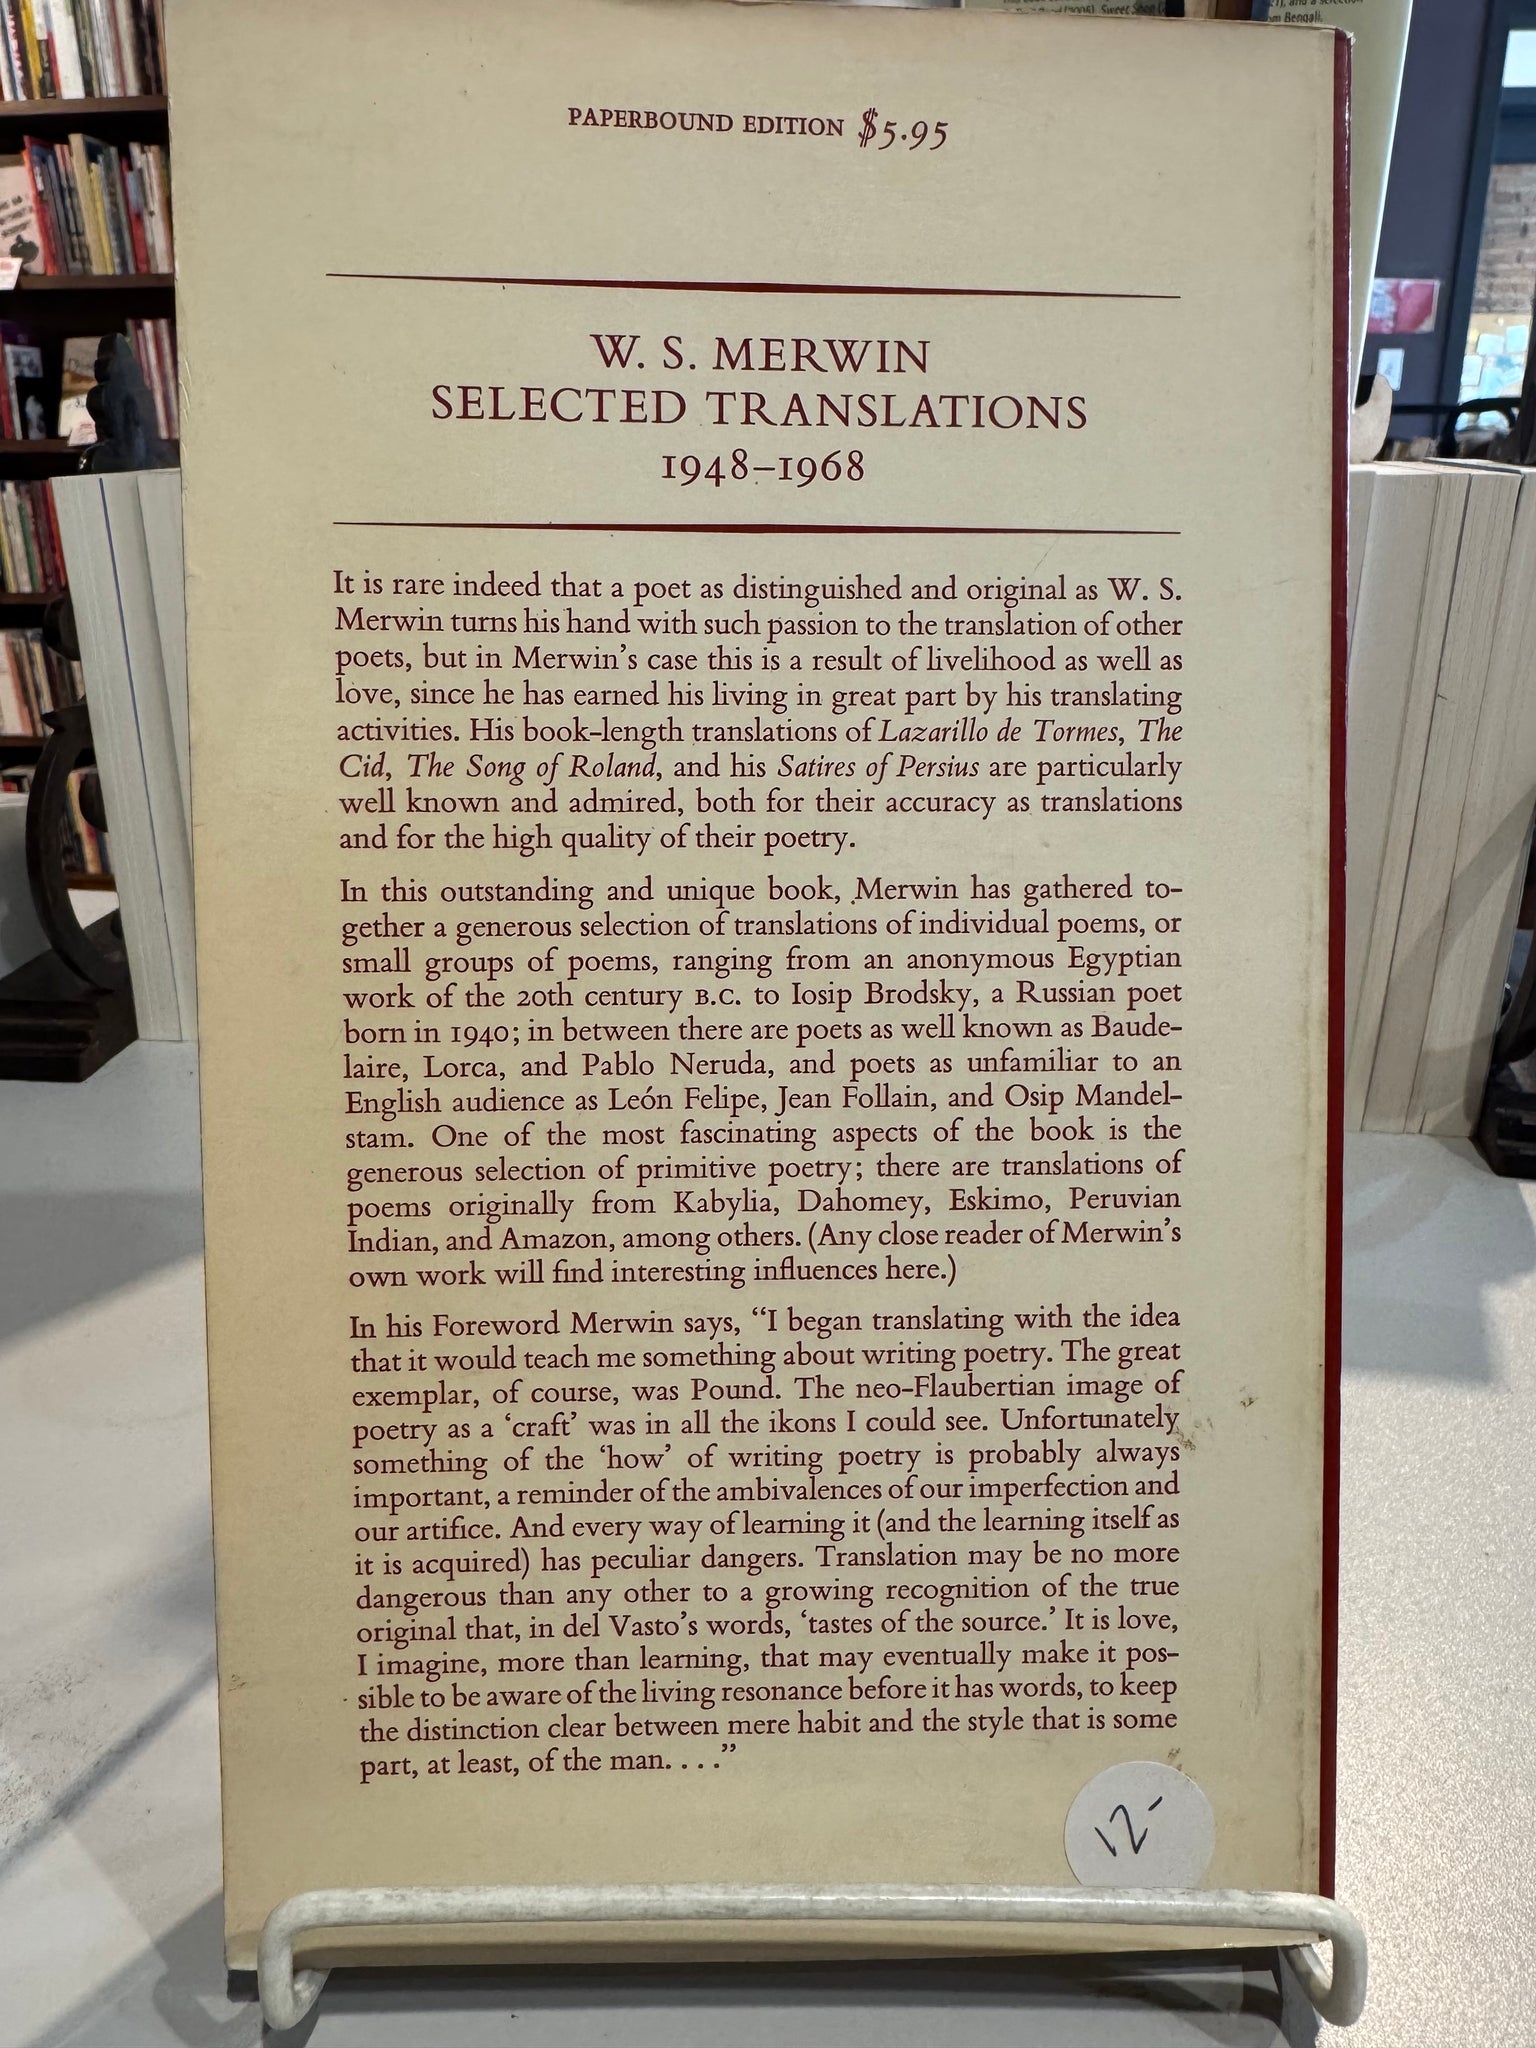 PAPERBOUND EDITION $5.95
W. S. MERWIN
SELECTED TRANSLATIONS
1948–1968
It is rare indeed that a poet as distinguished and original as W. S.
Merwin turns his hand with such passion to the translation of other
poets, but in Merwin's case this is a result of livelihood as well as
love, since he has earned his living in great part by his translating
activities. His book-length translations of Lazarillo de Tormes, The
Cid, The Song of Roland, and his Satires of Persius are particularly
well known and admired, both for their accuracy as translations
and for the high quality of their poetry.
In this outstanding and unique book, Merwin has gathered to-
gether a generous selection of translations of individual poems, or
small groups of poems, ranging from an anonymous Egyptian
work of the 20th century B.C. to Iosip Brodsky, a Russian poet
born in 1940; in between there are poets as well known as Baude-
laire, Lorca, and Pablo Neruda, and poets as unfamiliar to an
English audience as León Felipe, Jean Follain, and Osip Mandel-
stam. One of the most fascinating aspects of the book is the
generous selection of primitive poetry; there are translations of
poems originally from Kabylia, Dahomey, Eskimo, Peruvian
Indian, and Amazon, among others. (Any close reader of Merwin's
own work will find interesting influences here.)
In his Foreword Merwin says, "I began translating with the idea
that it would teach me something about writing poetry. The great
exemplar, of course, was Pound. The neo-Flaubertian image of
poetry as a 'craft' was in all the ikons I could see. Unfortunately
something of the 'how' of writing poetry is probably always
important, a reminder of the ambivalences of our imperfection and
our artifice. And every way of learning it (and the learning itself as
it is acquired) has peculiar dangers. Translation may be no more
dangerous than any other to a growing recognition of the true
original that, in del Vasto's words, 'tastes of the source.' It is love,
I imagine, more than learning, that may eventually make it pos-
sible to be aware of the living resonance before it has words, to keep
the distinction clear between mere habit and the style that is some
part, at least, of the man. . . ."
12-
(2006), Sweet
and a selection
Bengali.